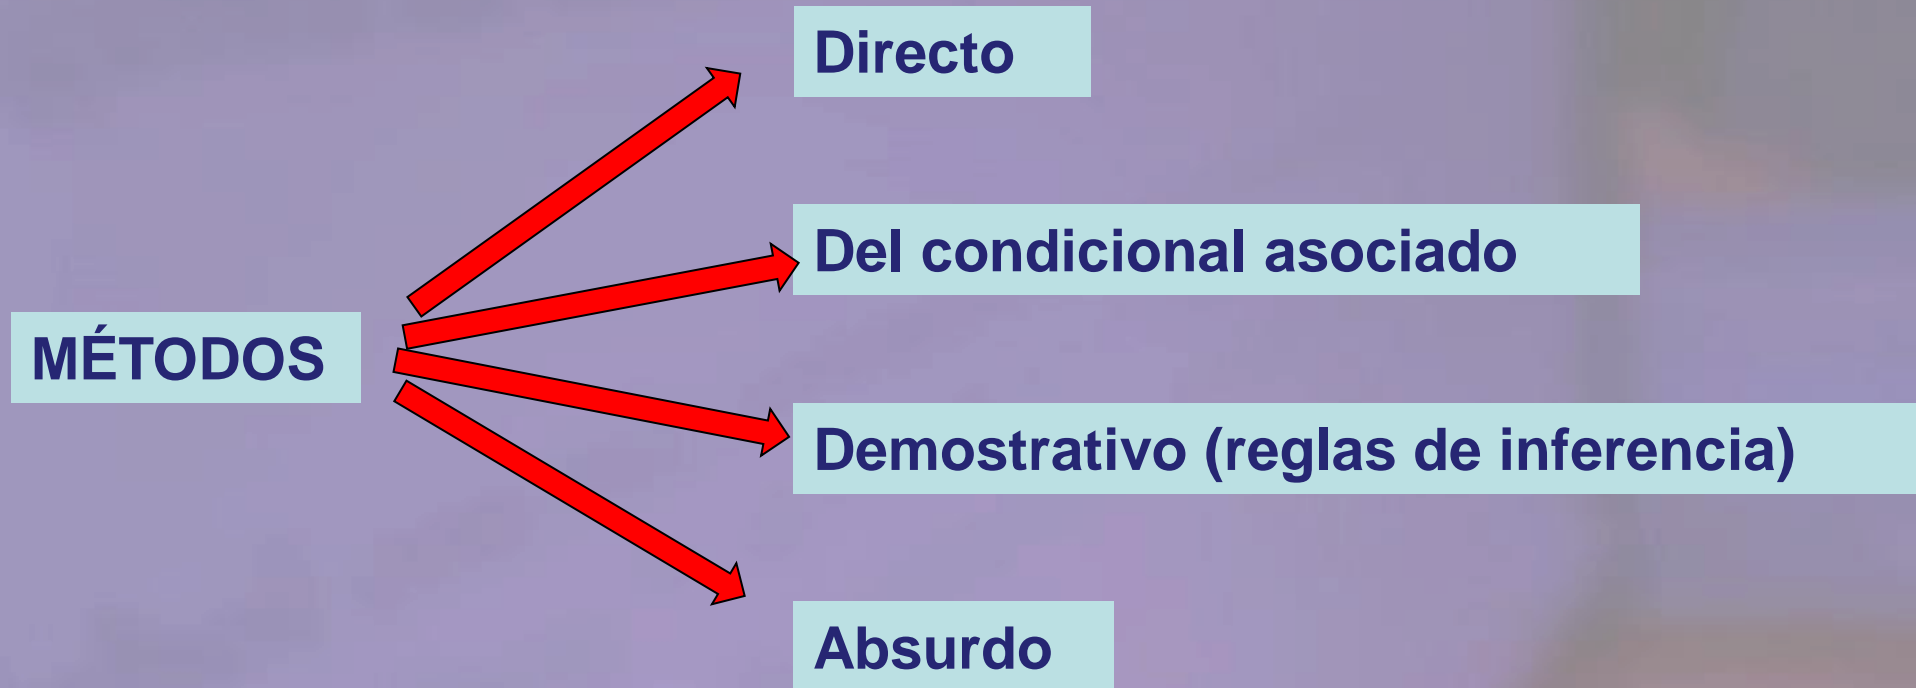 Directo
Del condicional asociado
MÉTODOS
Demostrativo (reglas de inferencia)
Absurdo